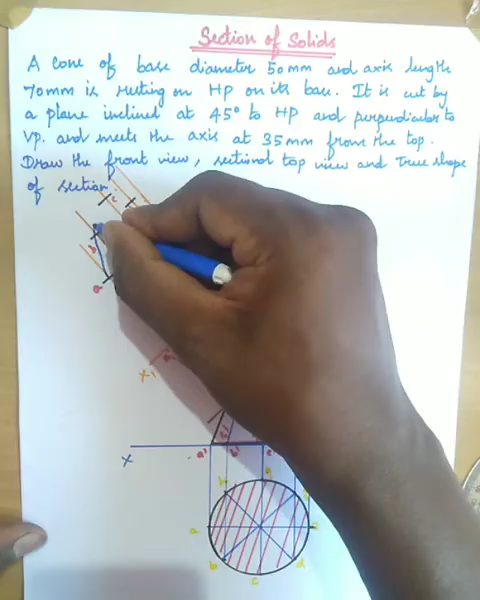 Section of Solids
A cone of base diameter 50mm and axis length
70mm is resting on HP on its base. It is cut by
a plane inclined at 45° to HP and perpendicular to
VP. and meets the axis at 35mm from the top.
Draw the front view, sectional top view and True shape
of section.
c
b
a
X1
X a' b' c'
a
b
c
d